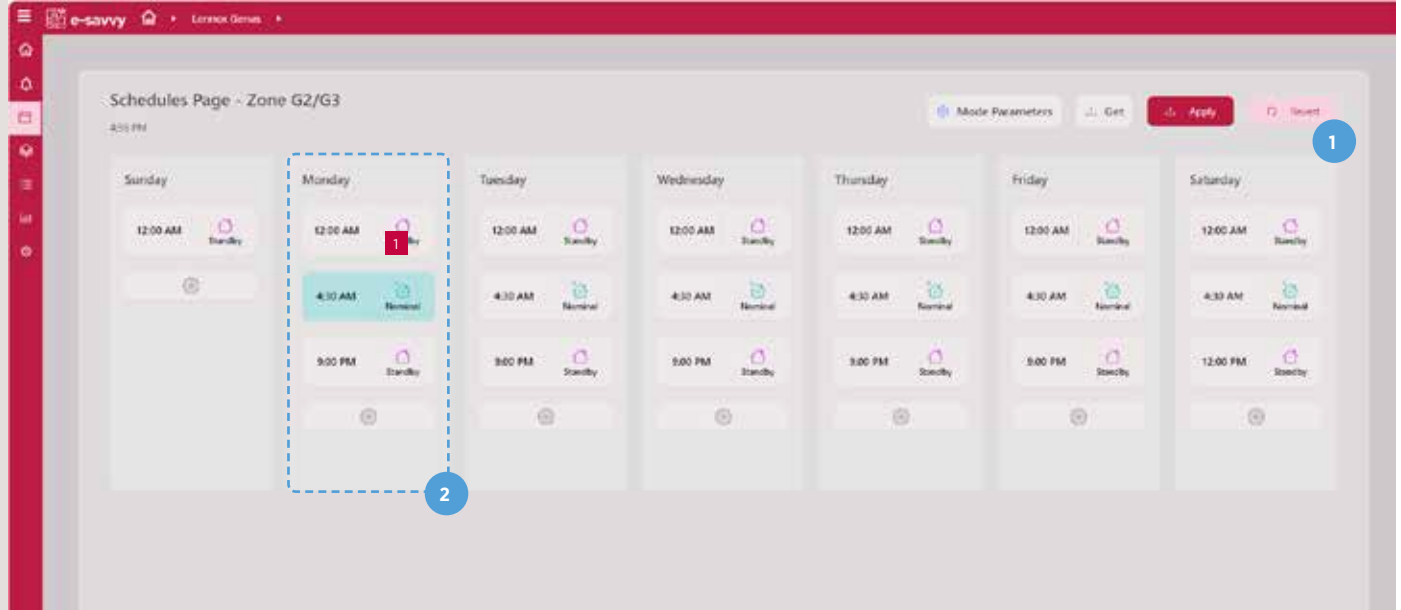 e-savvy Lennox Genus
Schedules Page - Zone G2/G3
4:55 PM
Mode Parameters
Get
Apply
Revert
1
Sunday
Monday
Tuesday
Wednesday
Thursday
Friday
Saturday
12:00 AM Standby
12:00 AM 1
12:00 AM Standby
12:00 AM Standby
12:00 AM Standby
12:00 AM Standby
12:00 AM Standby
4:30 AM Nominal
4:30 AM Nominal
4:30 AM Nominal
4:30 AM Nominal
4:30 AM Nominal
4:30 AM Nominal
9:00 PM Standby
9:00 PM Standby
9:00 PM Standby
9:00 PM Standby
9:00 PM Standby
12:00 PM Standby
2